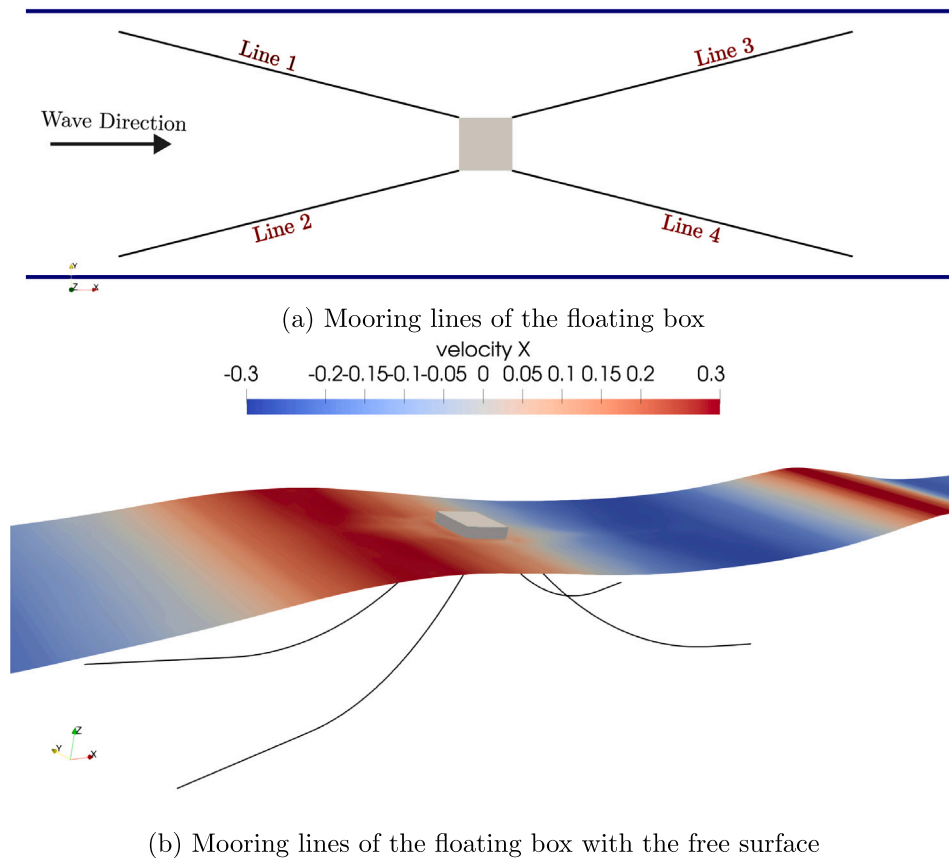 Line 1
Line 3
Wave Direction
Line 2
Line 4
Y
Z
X
(a) Mooring lines of the floating box
velocity X
-0.3 -0.2 -0.15 -0.1 -0.05 0 0.05 0.1 0.15 0.2 0.3
Z
Y
X
(b) Mooring lines of the floating box with the free surface